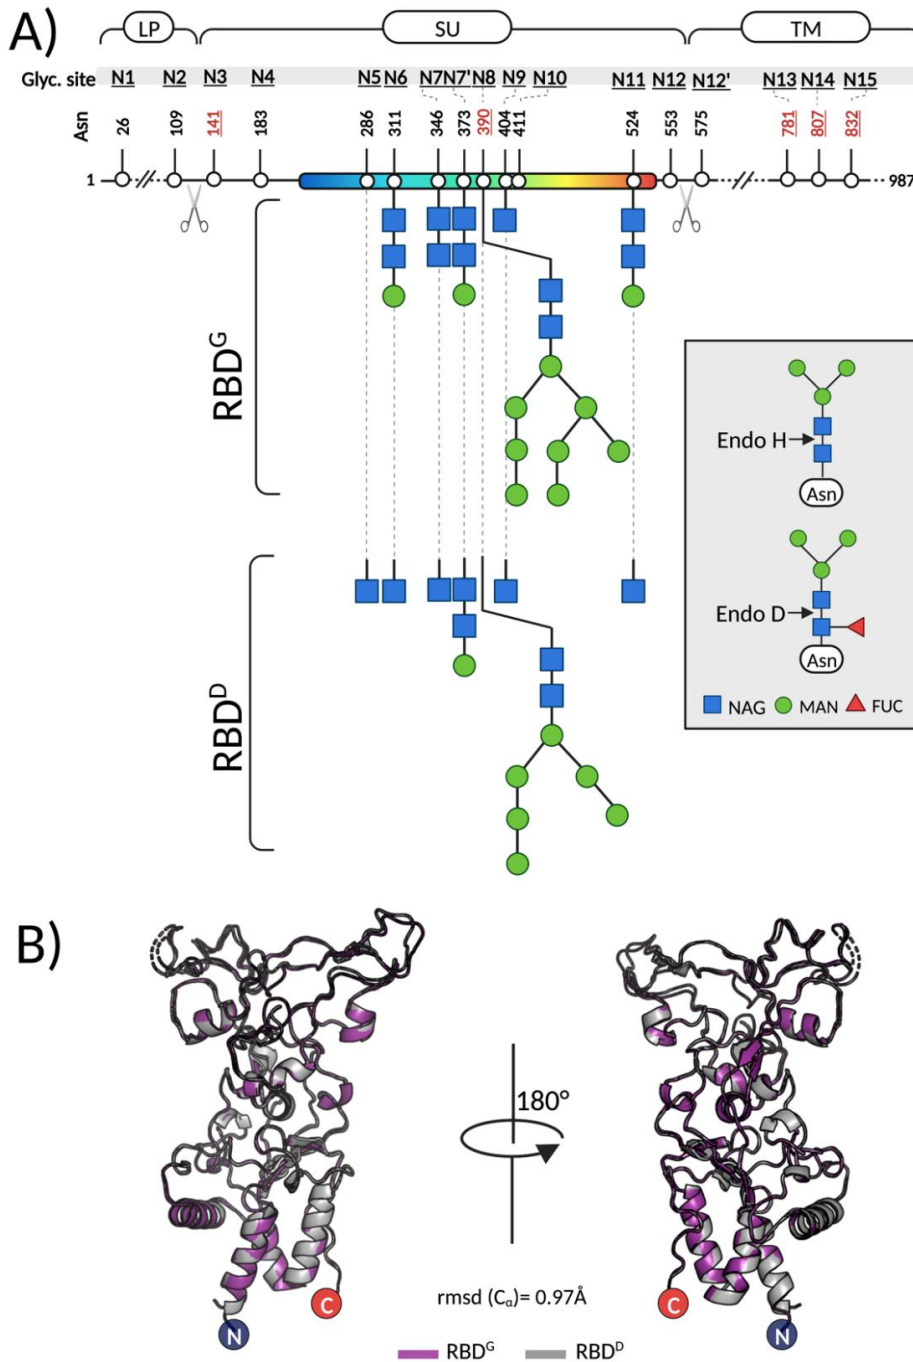 A)
LP SU TM
Glyc. site N1 N2 N3 N4 N5 N6 N7 N7' N8 N9 N10 N11 N12 N12' N13 N14 N15
Asn 26 109 141 183 286 311 346 373 390 404 411 524 553 575 781 807 832
1 987
RBDG
Endo H
Asn
Endo D
Asn
NAG MAN FUC
RBDD
B)
180°
rmsd (Cα)= 0.97Å
C C
N N
RBDG RBDD